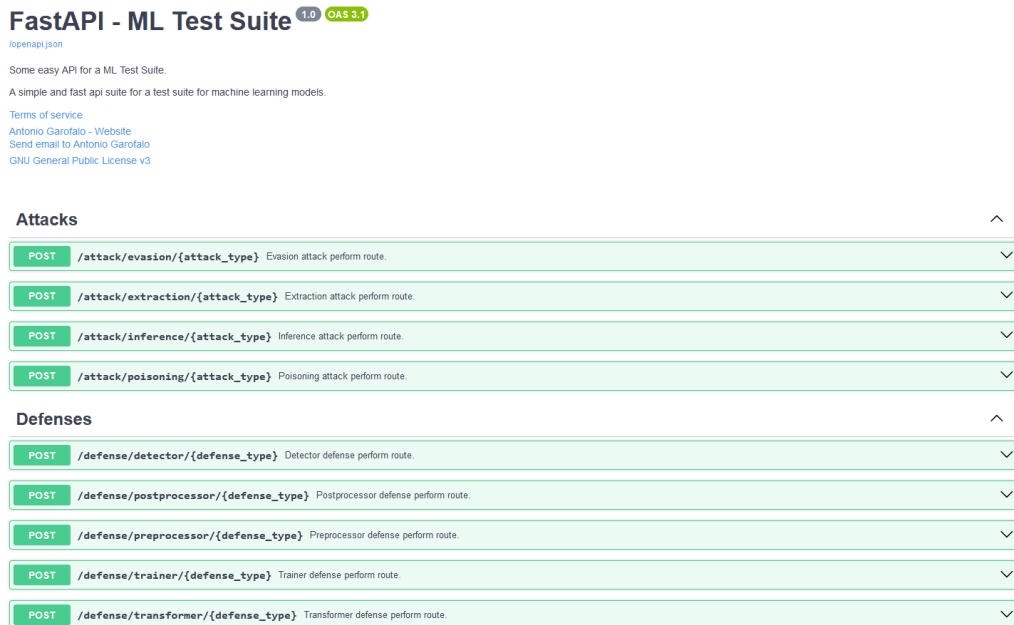 FastAPI - ML Test Suite 1.0 OAS 3.1
/openapi.json
Some easy API for a ML Test Suite.
A simple and fast api suite for a test suite for machine learning models.
Terms of service
Antonio Garofalo - Website
Send email to Antonio Garofalo
GNU General Public License v3
Attacks
POST /attack/evasion/{attack_type} Evasion attack perform route.
POST /attack/extraction/{attack_type} Extraction attack perform route.
POST /attack/inference/{attack_type} Inference attack perform route.
POST /attack/poisoning/{attack_type} Poisoning attack perform route.
Defenses
POST /defense/detector/{defense_type} Detector defense perform route.
POST /defense/postprocessor/{defense_type} Postprocessor defense perform route.
POST /defense/preprocessor/{defense_type} Preprocessor defense perform route.
POST /defense/trainer/{defense_type} Trainer defense perform route.
POST /defense/transformer/{defense_type} Transformer defense perform route.